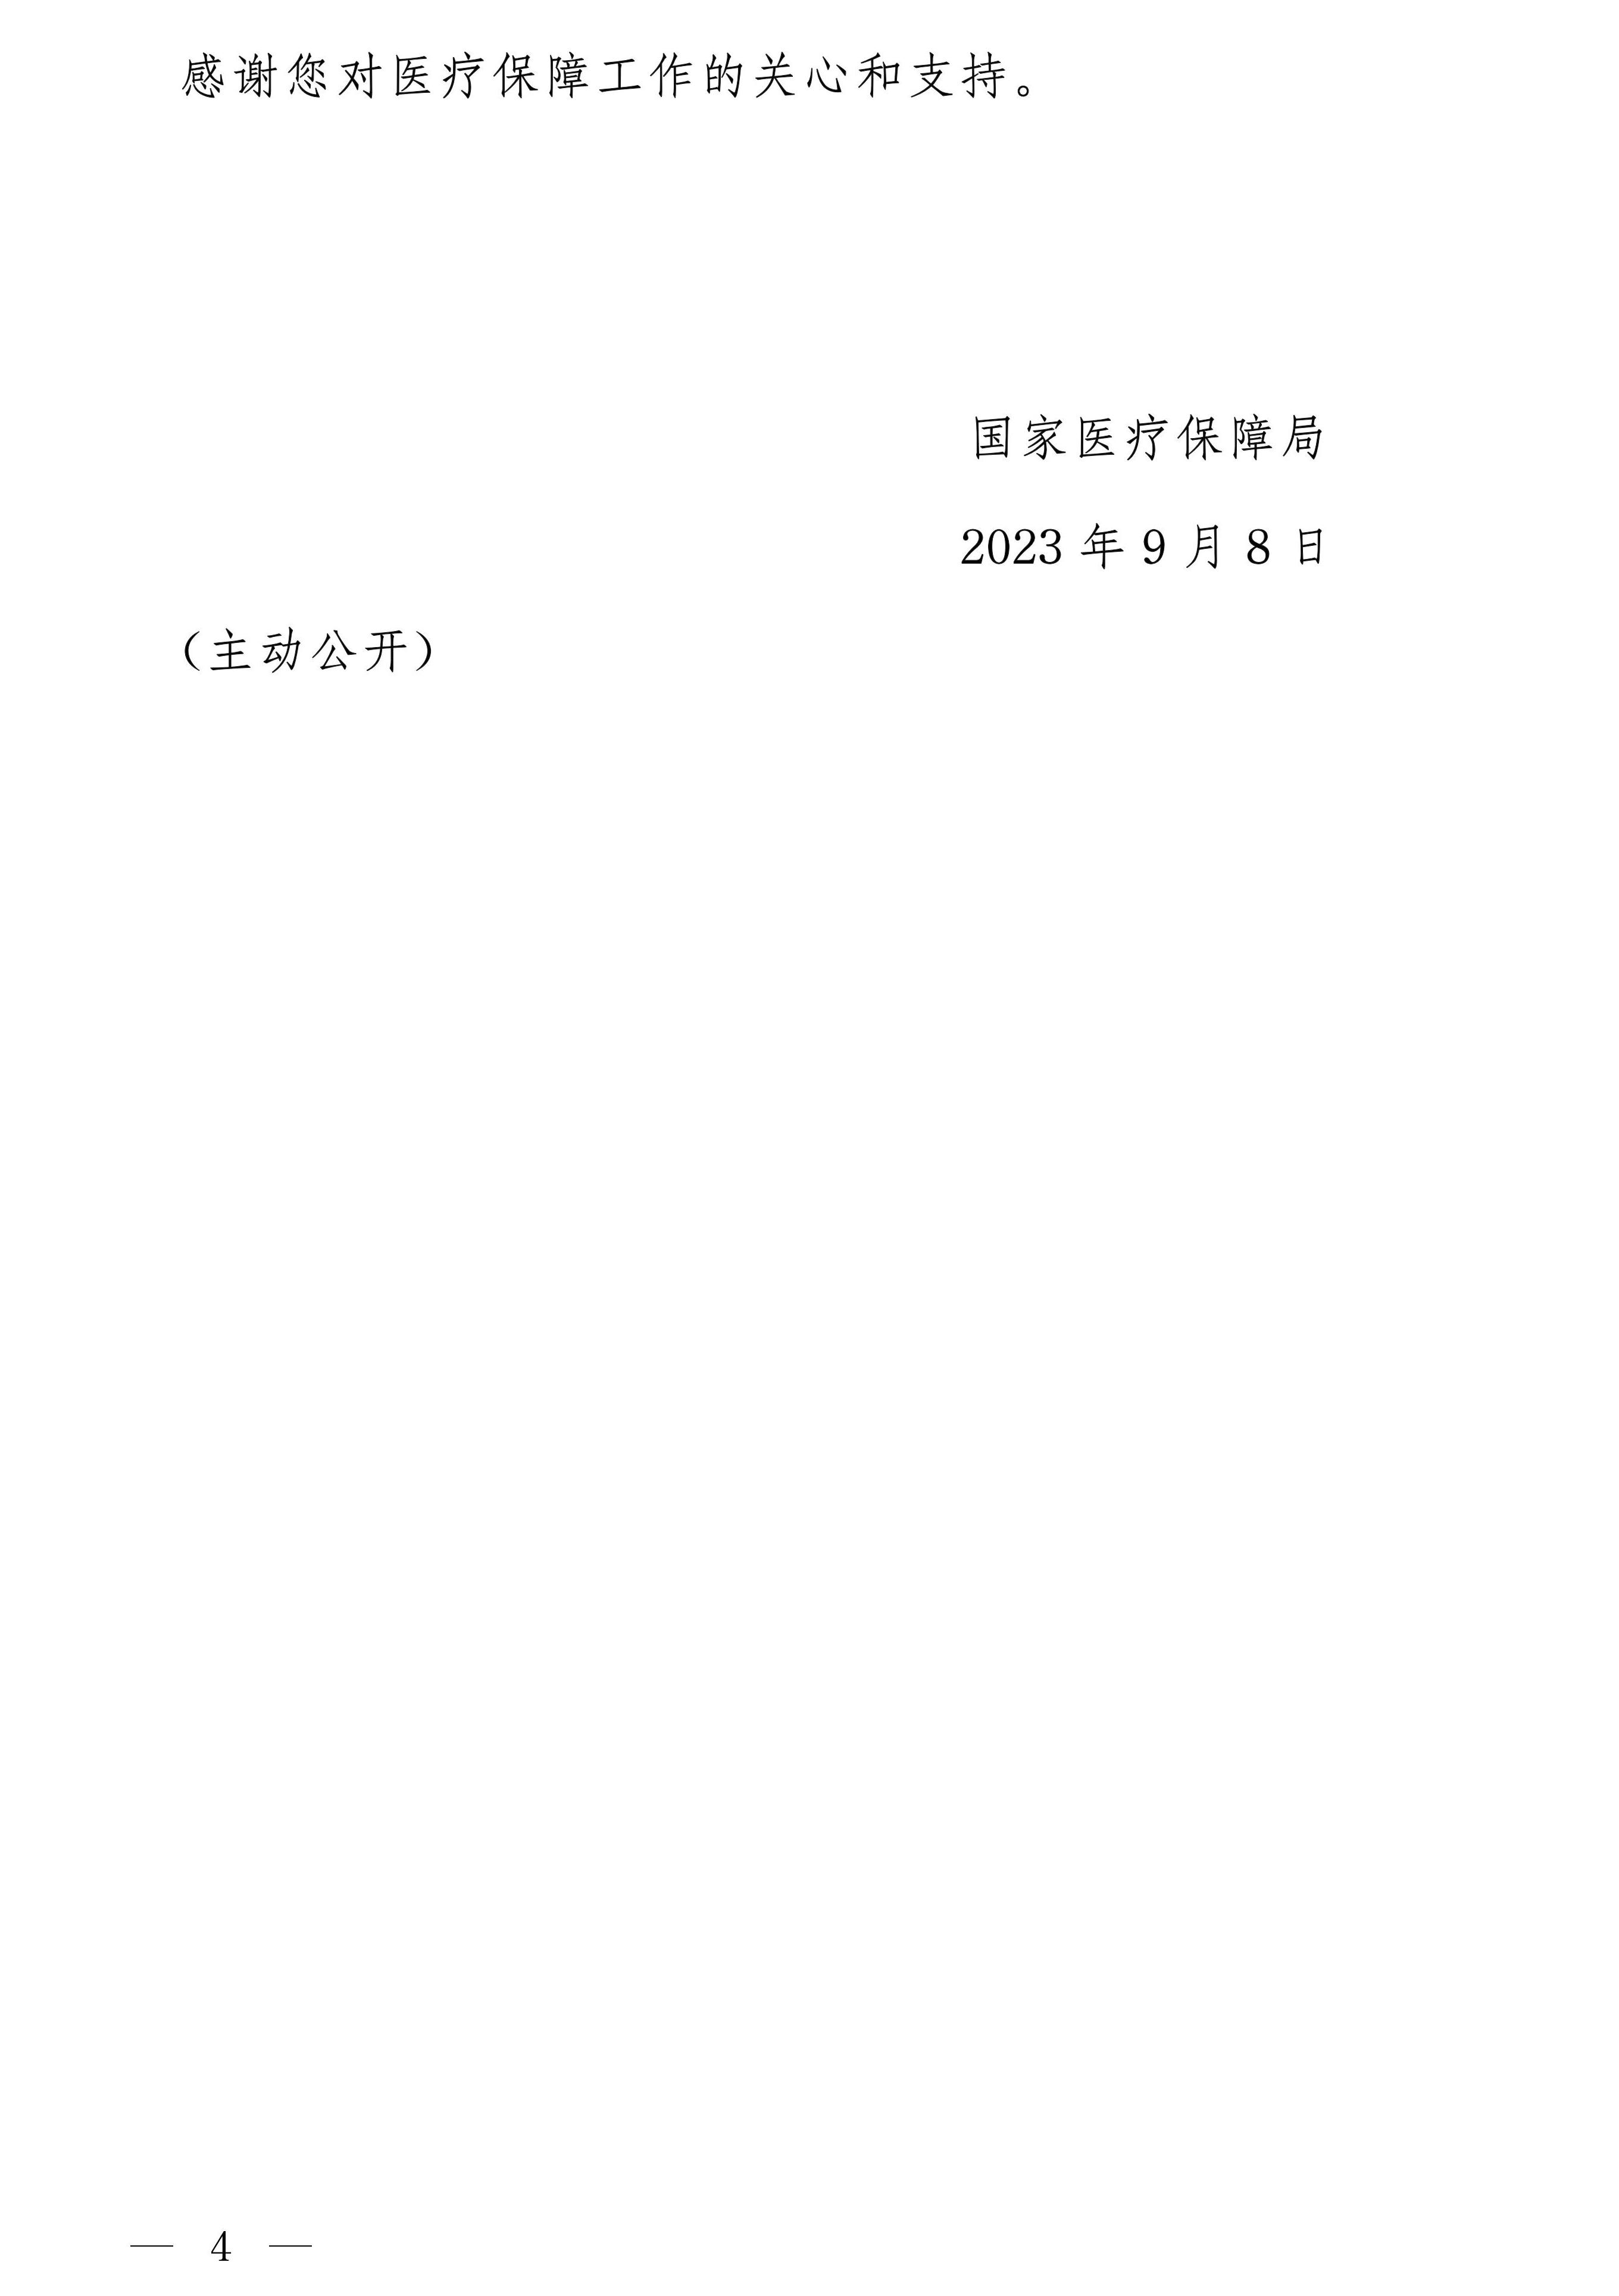 感谢您对医疗保障工作的关心和支持。
国家医疗保障局
2023 年 9 月 8 日
（主动公开）
— 4 —